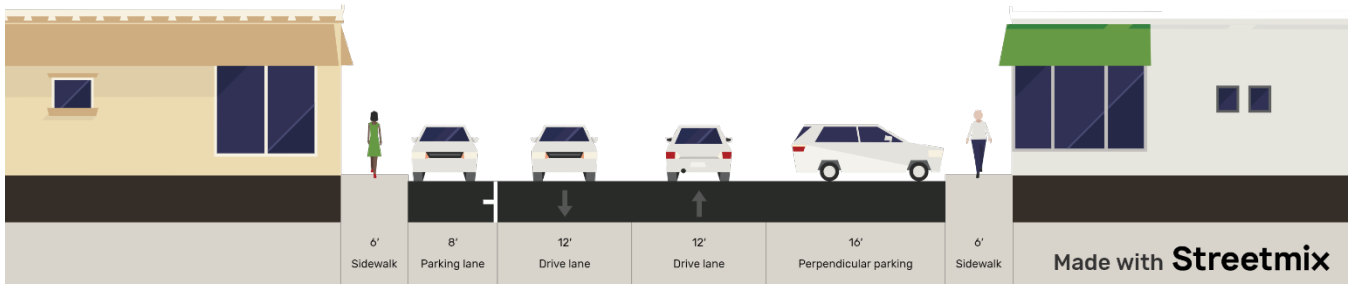 6'
Sidewalk
8'
Parking lane
12'
Drive lane
12'
Drive lane
16'
Perpendicular parking
6'
Sidewalk
Made with Streetmix